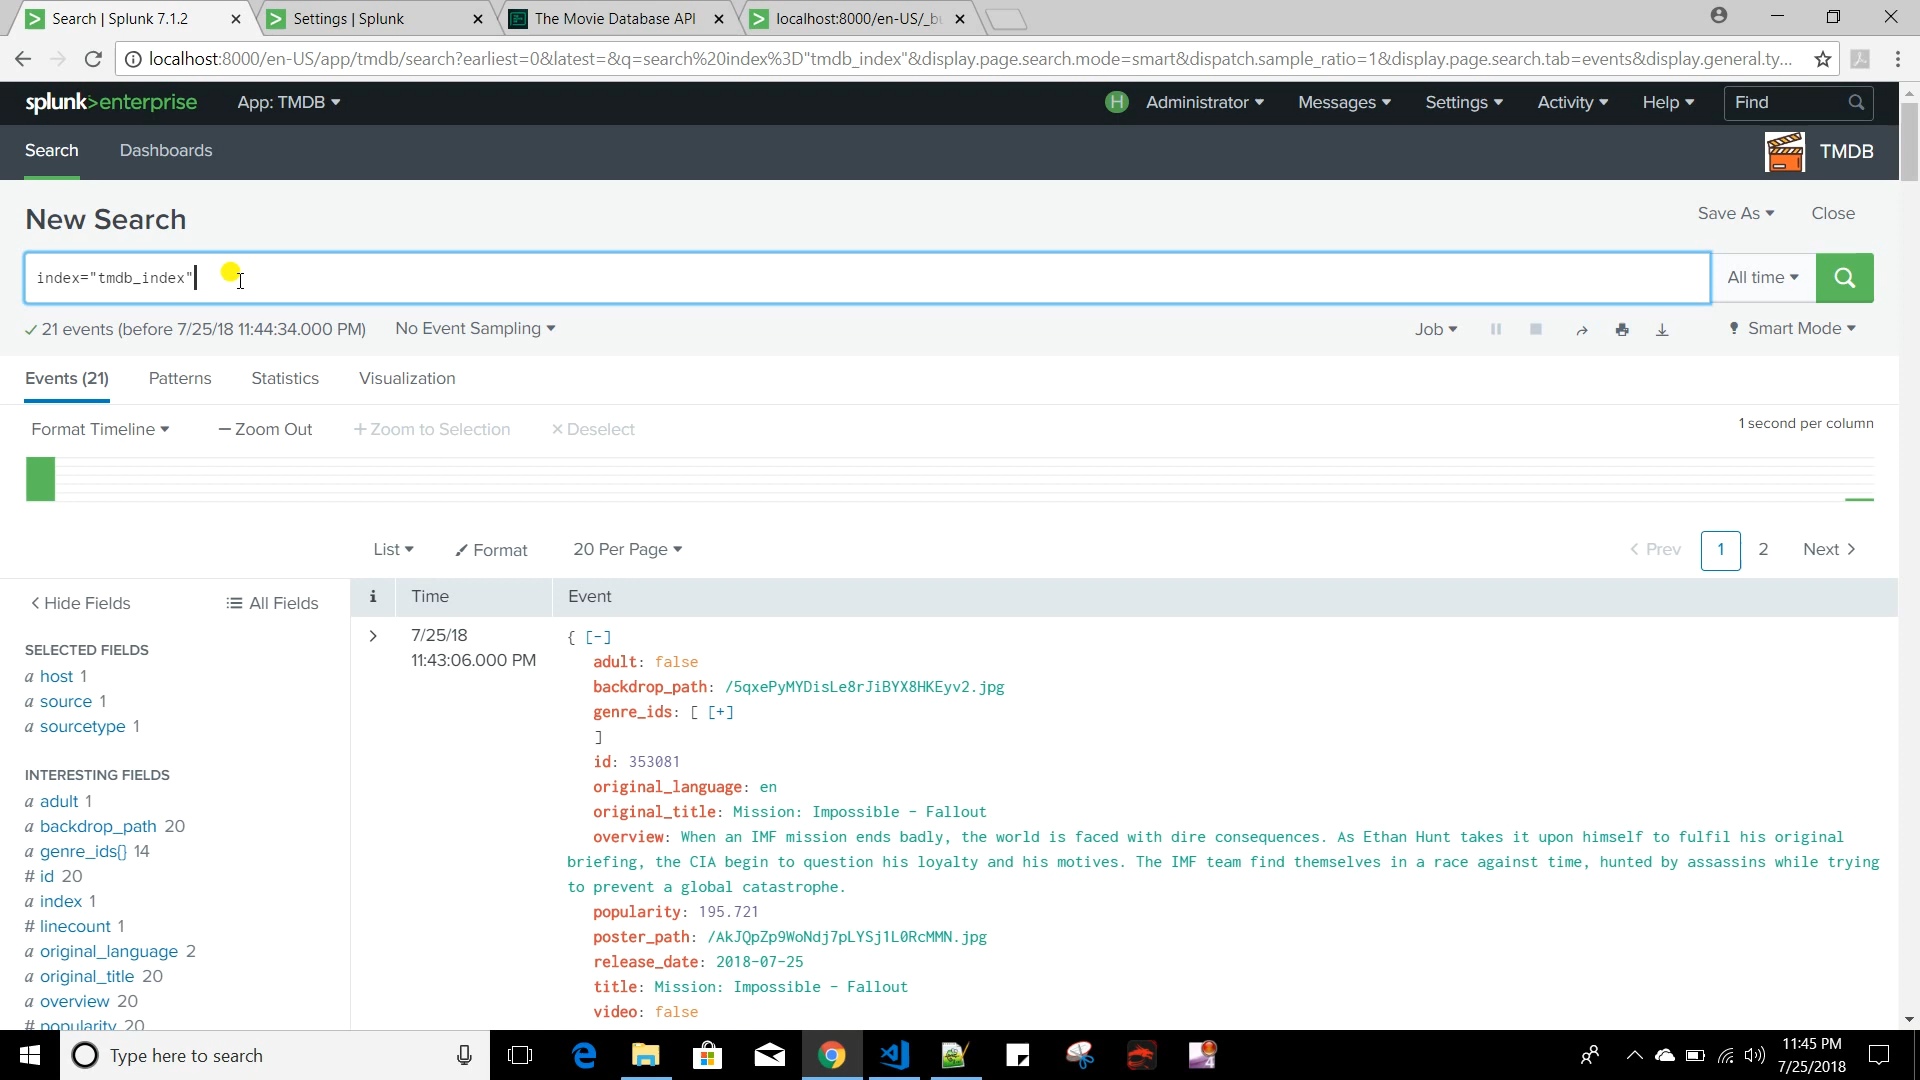 Search | Splunk 7.1.2
Settings | Splunk
The Movie Database API
localhost:8000/en-US/_bu
localhost:8000/en-US/app/tmdb/search?earliest=0&latest=&q=search%20index%3D"tmdb_index"&display.page.search.mode=smart&dispatch.sample_ratio=1&display.page.search.tab=events&display.general.ty...
splunk>enterprise App: TMDB
H Administrator Messages Settings Activity Help Find
Search Dashboards TMDB
New Search
Save As Close
index="tmdb_index"
All time
21 events (before 7/25/18 11:44:34.000 PM) No Event Sampling
Job Smart Mode
Events (21) Patterns Statistics Visualization
Format Timeline — Zoom Out + Zoom to Selection × Deselect
1 second per column
List Format 20 Per Page
< Prev 1 2 Next >
< Hide Fields All Fields
i Time Event
SELECTED FIELDS
a host 1
a source 1
a sourcetype 1
INTERESTING FIELDS
a adult 1
a backdrop_path 20
a genre_ids{} 14
# id 20
a index 1
# linecount 1
a original_language 2
a original_title 20
a overview 20
# popularity 20
> 7/25/18
11:43:06.000 PM
{ [-]
adult: false
backdrop_path: /5qxePyMYDisLe8rJiBYX8HKEyv2.jpg
genre_ids: [ [+]
]
id: 353081
original_language: en
original_title: Mission: Impossible - Fallout
overview: When an IMF mission ends badly, the world is faced with dire consequences. As Ethan Hunt takes it upon himself to fulfil his original
briefing, the CIA begin to question his loyalty and his motives. The IMF team find themselves in a race against time, hunted by assassins while trying
to prevent a global catastrophe.
popularity: 195.721
poster_path: /AkJQpZp9WoNdj7pLYSj1L0RcMMN.jpg
release_date: 2018-07-25
title: Mission: Impossible - Fallout
video: false
Type here to search
11:45 PM
7/25/2018